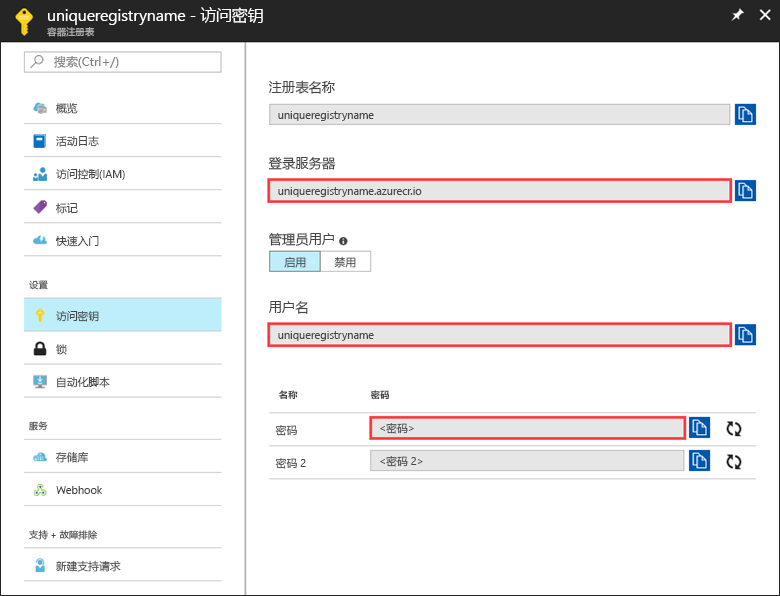 uniqueregistryname - 访问密钥
容器注册表
搜索(Ctrl+/)
概览
活动日志
访问控制(IAM)
标记
快速入门
设置
访问密钥
锁
自动化脚本
服务
存储库
Webhook
支持 + 故障排除
新建支持请求
注册表名称
uniqueregistryname
登录服务器
uniqueregistryname.azurecr.io
管理员用户
启用 禁用
用户名
uniqueregistryname
名称 密码
密码 <密码>
密码 2 <密码 2>